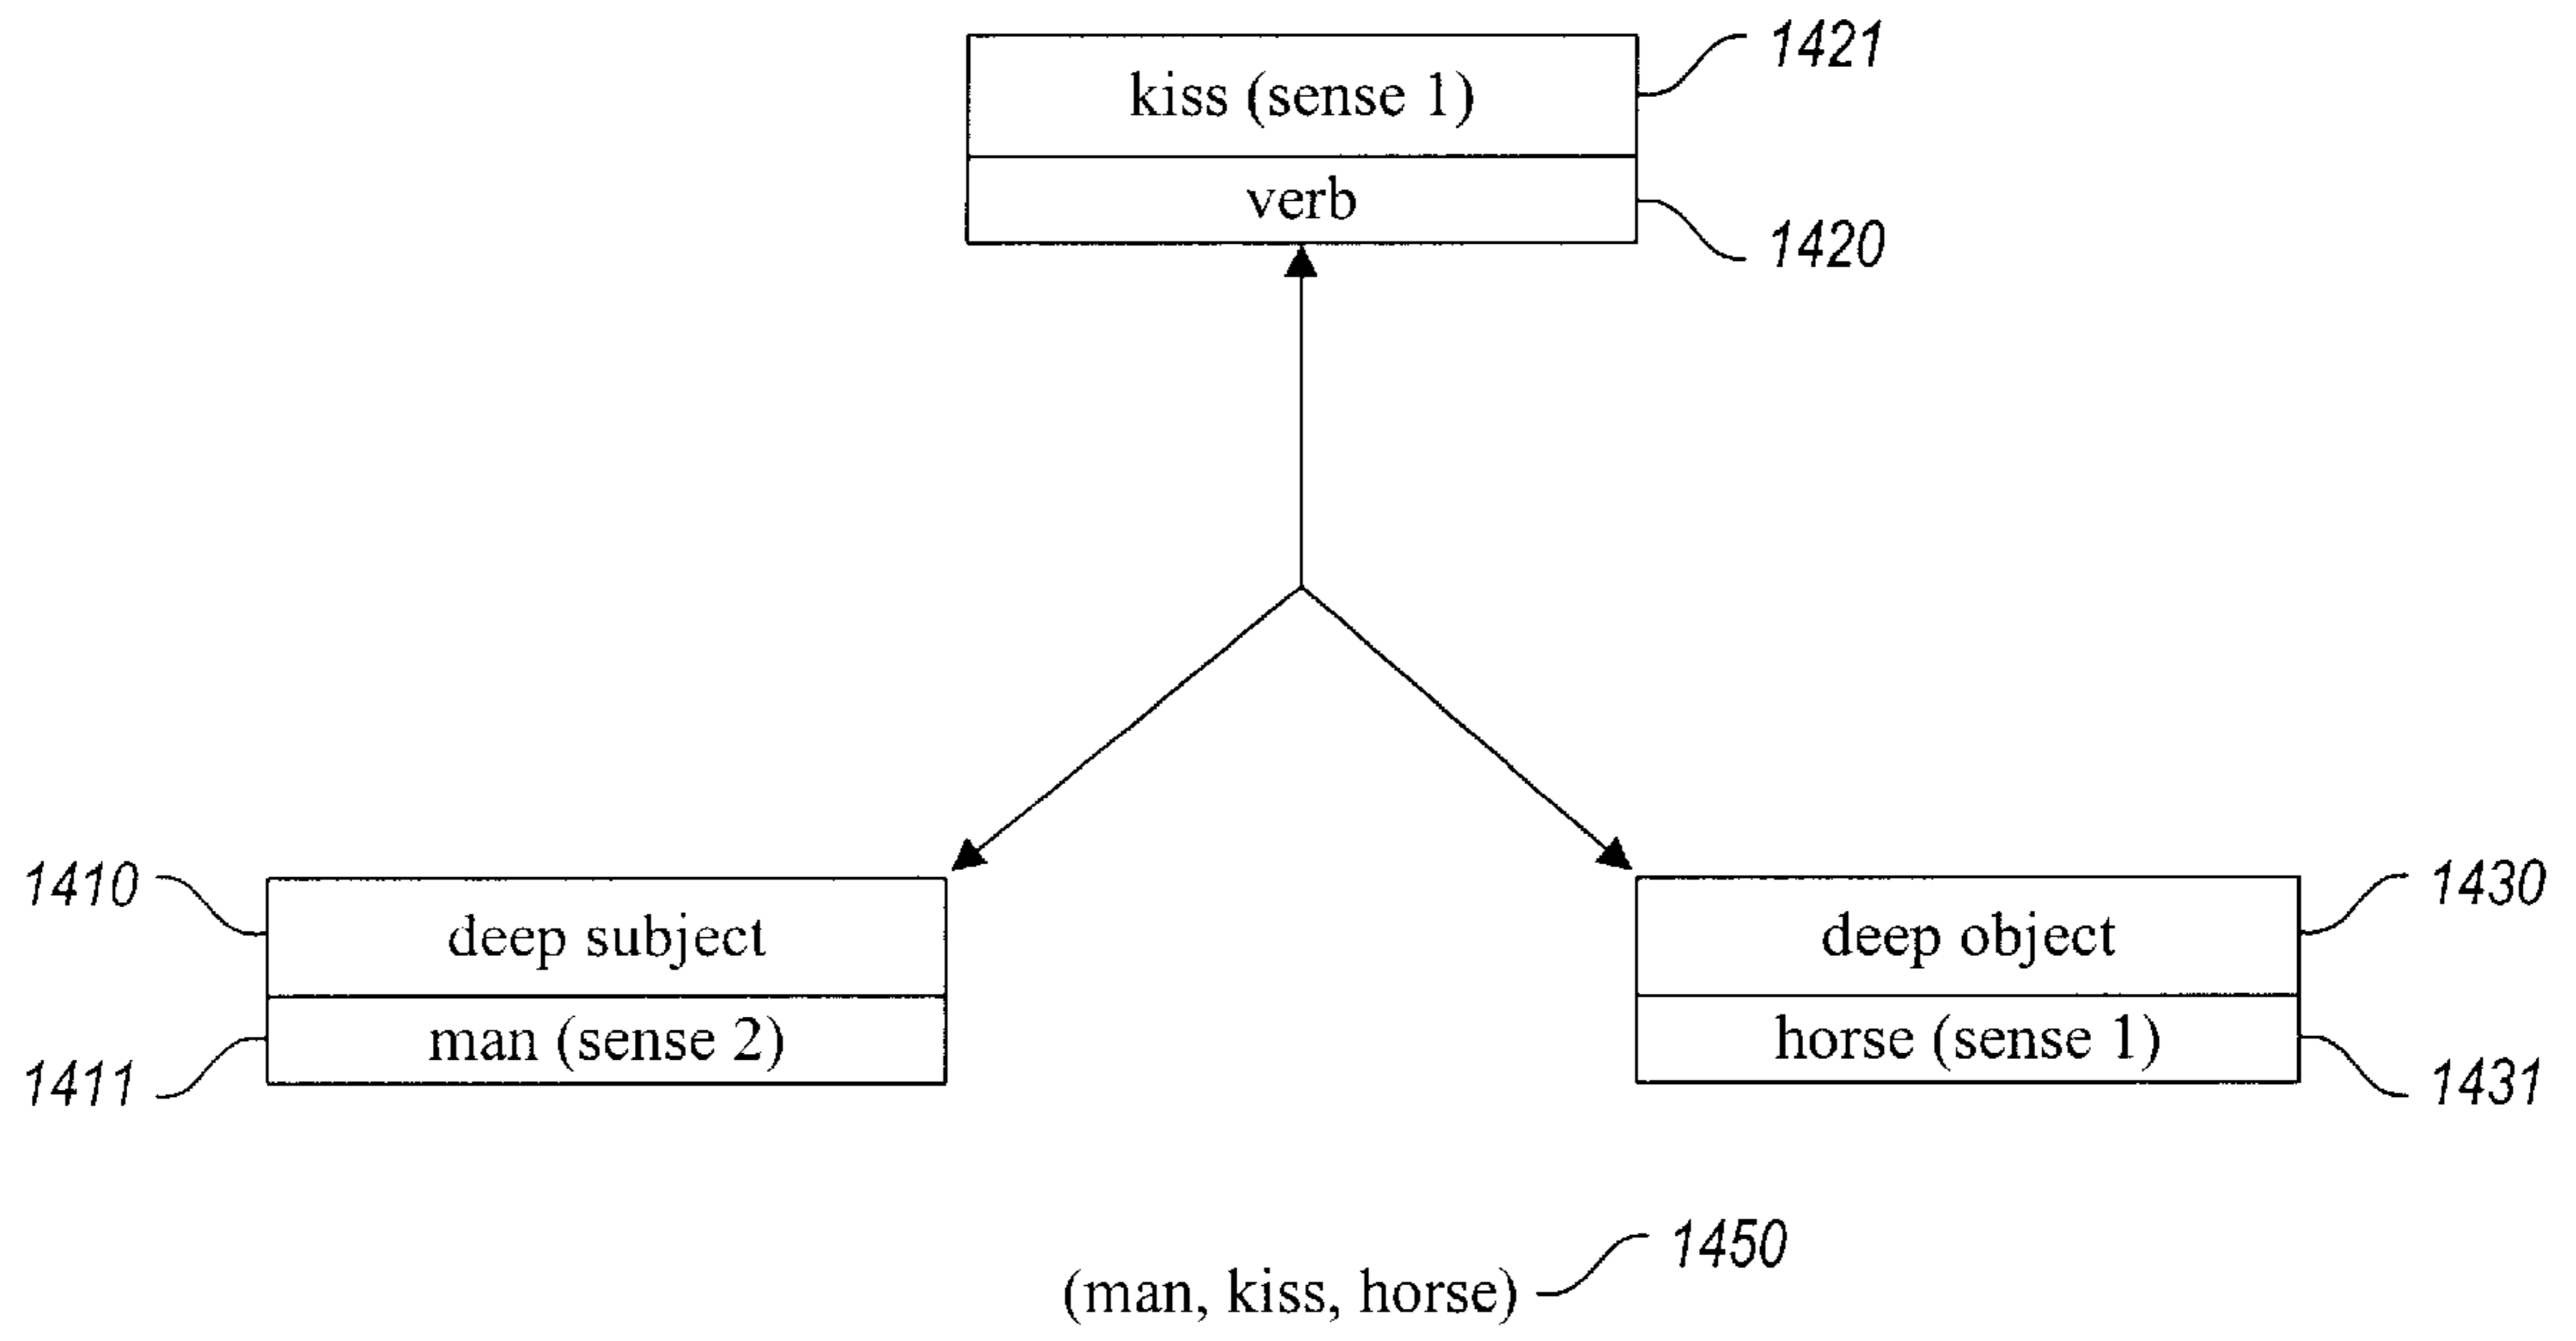 kiss (sense 1) 1421
verb 1420
1410 deep subject
1411 man (sense 2)
deep object 1430
horse (sense 1) 1431
(man, kiss, horse) 1450